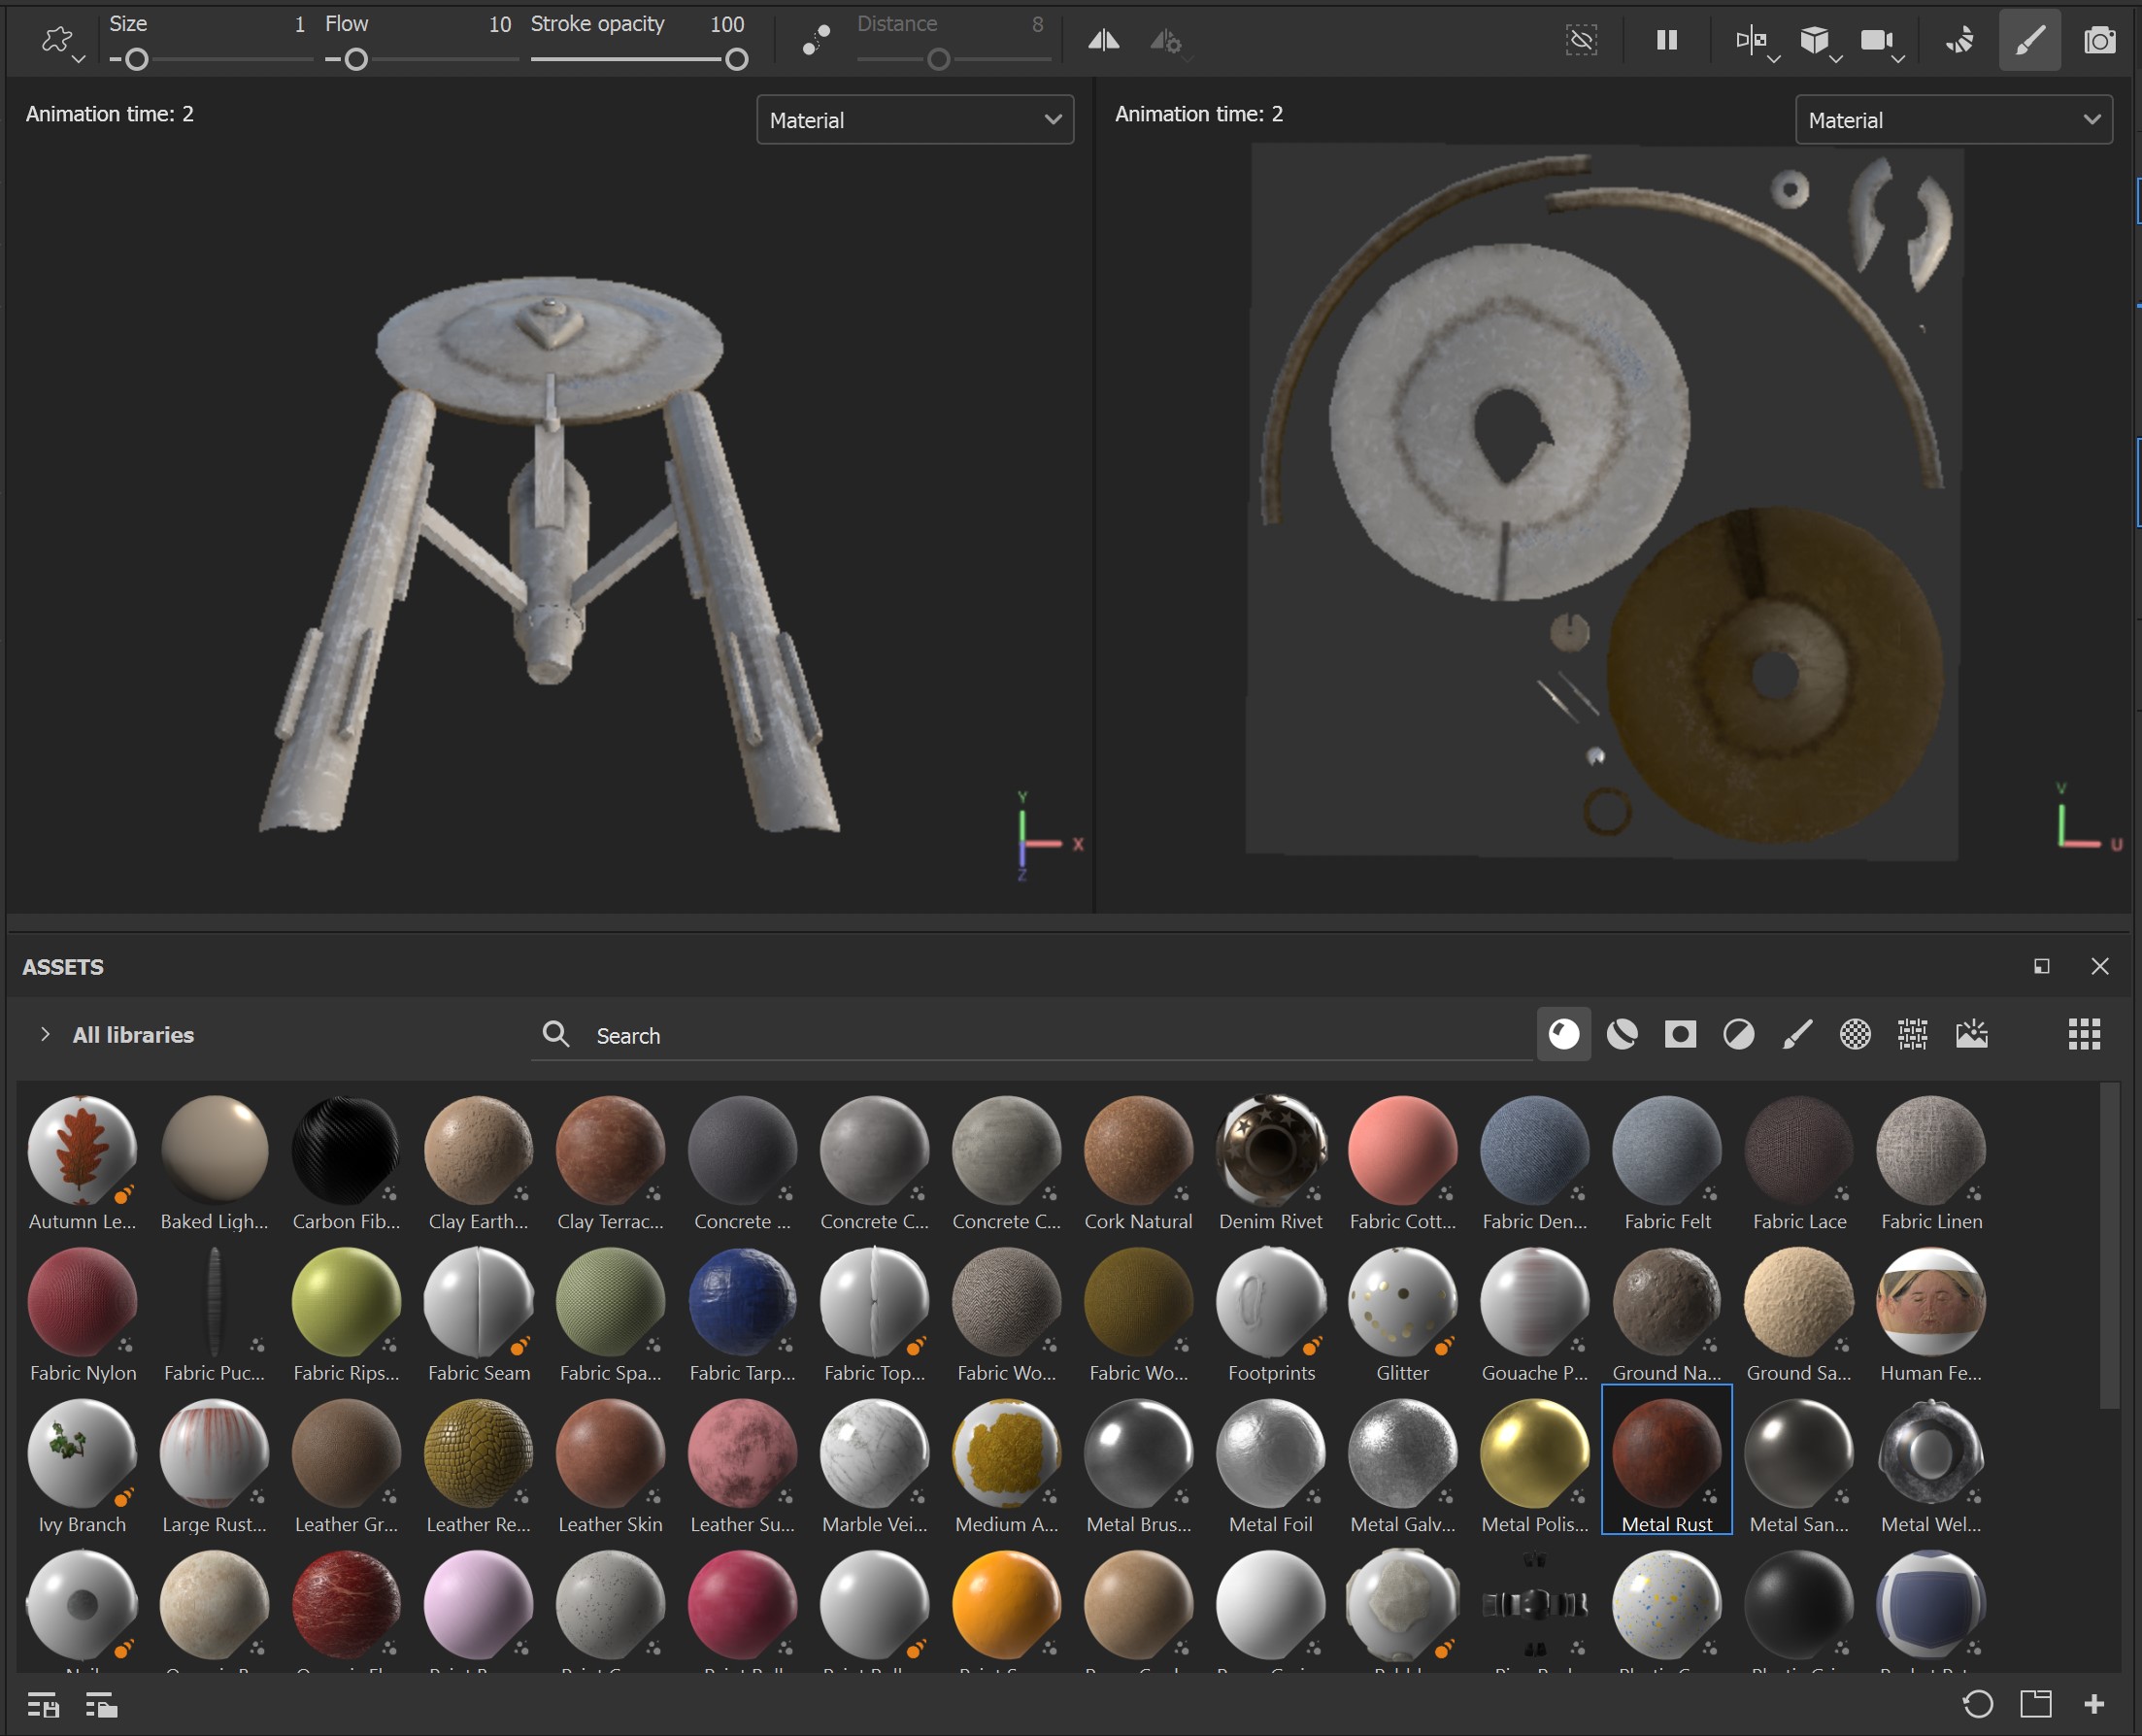 Size 1 Flow 10 Stroke opacity 100 Distance 8
Animation time: 2
Material
Animation time: 2
Material
Y
X
Z
V
U
ASSETS
All libraries
Search
Autumn Le... Baked Ligh... Carbon Fib... Clay Earth... Clay Terrac... Concrete ... Concrete C... Concrete C... Cork Natural Denim Rivet Fabric Cott... Fabric Den... Fabric Felt Fabric Lace Fabric Linen
Fabric Nylon Fabric Puc... Fabric Rips... Fabric Seam Fabric Spa... Fabric Tarp... Fabric Top... Fabric Wo... Fabric Wo... Footprints Glitter Gouache P... Ground Na... Ground Sa... Human Fe...
Ivy Branch Large Rust... Leather Gr... Leather Re... Leather Skin Leather Su... Marble Vei... Medium A... Metal Brus... Metal Foil Metal Galv... Metal Polis... Metal Rust Metal San... Metal Wel...